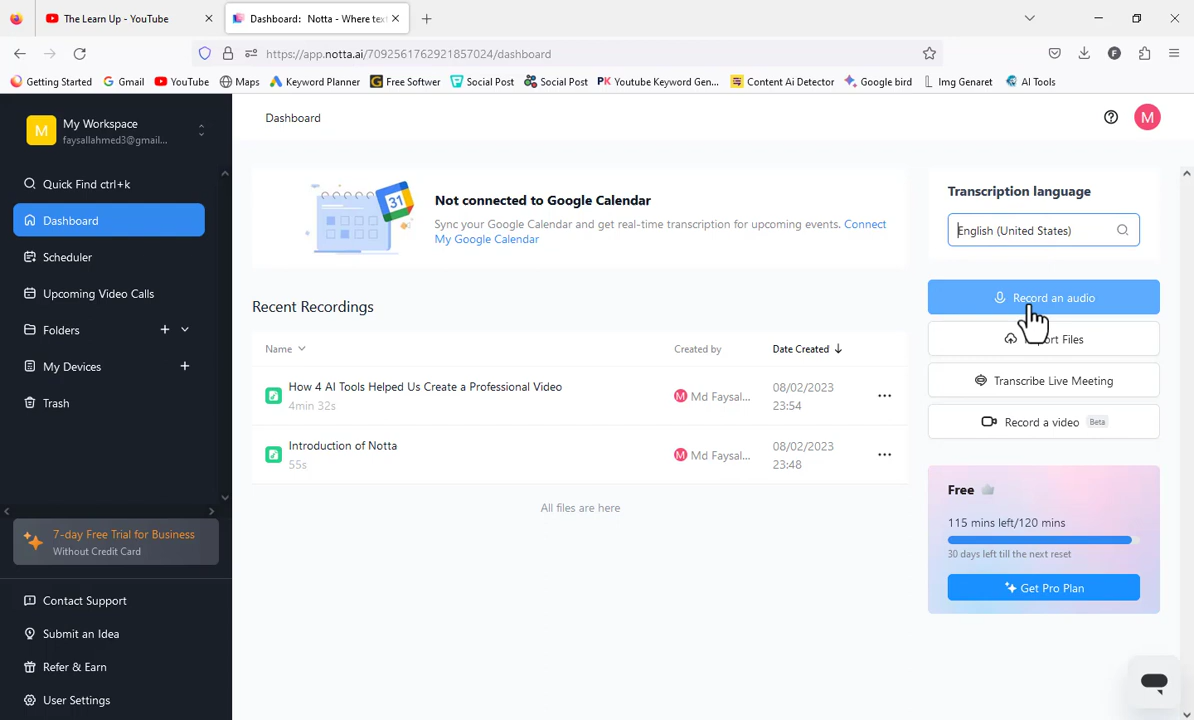 The Learn Up - YouTube
Dashboard: Notta - Where text
https://app.notta.ai/7092561762921857024/dashboard
Getting Started
Gmail
YouTube
Maps
Keyword Planner
Free Softwer
Social Post
Social Post
Youtube Keyword Gen...
Content Ai Detector
Google bird
Img Genaret
AI Tools
M
My Workspace
faysallahmed3@gmail...
Quick Find ctrl+k
Dashboard
Scheduler
Upcoming Video Calls
Folders
My Devices
Trash
7-day Free Trial for Business
Without Credit Card
Contact Support
Submit an Idea
Refer & Earn
User Settings
Dashboard
M
31
Not connected to Google Calendar
Sync your Google Calendar and get real-time transcription for upcoming events. Connect
My Google Calendar
Recent Recordings
Name
Created by
Date Created
How 4 AI Tools Helped Us Create a Professional Video
4min 32s
M Md Faysal...
08/02/2023
23:54
Introduction of Notta
55s
M Md Faysal...
08/02/2023
23:48
All files are here
Transcription language
English (United States)
Record an audio
Files
Transcribe Live Meeting
Record a video Beta
Free
115 mins left/120 mins
30 days left till the next reset
Get Pro Plan